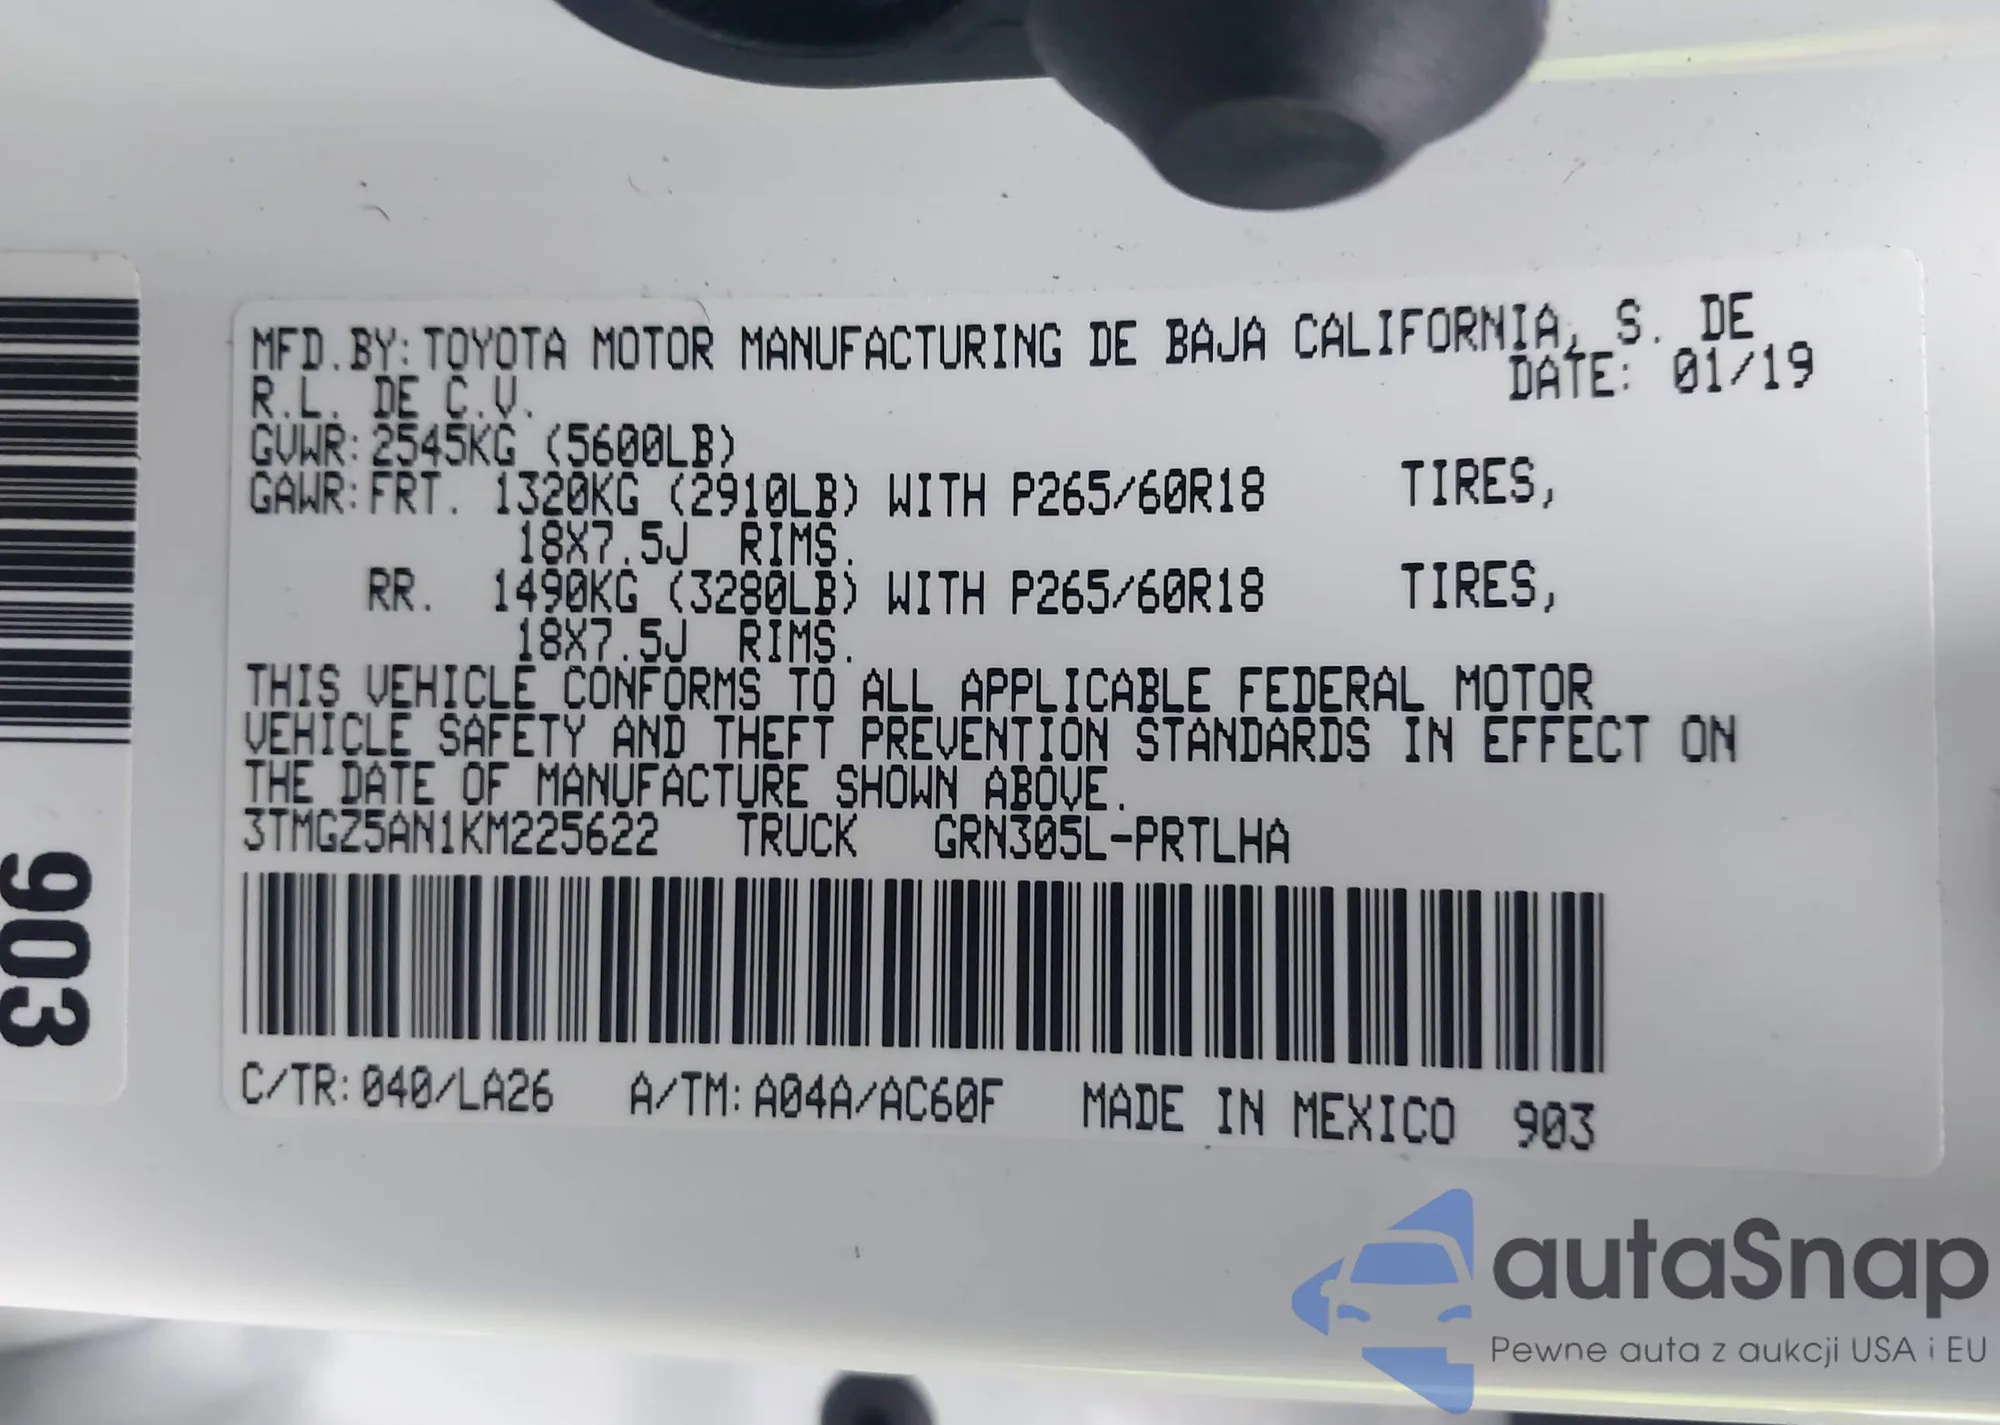 MFD.BY:TOYOTA MOTOR MANUFACTURING DE BAJA CALIFORNIA, S. DE
R.L. DE C.V.
DATE: 01/19
GVWR:2545KG (5600LB)
GAWR:FRT. 1320KG (2910LB) WITH P265/60R18 TIRES,
18X7.5J RIMS.
RR. 1490KG (3280LB) WITH P265/60R18 TIRES,
18X7.5J RIMS.
THIS VEHICLE CONFORMS TO ALL APPLICABLE FEDERAL MOTOR
VEHICLE SAFETY AND THEFT PREVENTION STANDARDS IN EFFECT ON
THE DATE OF MANUFACTURE SHOWN ABOVE.
3TMGZ5AN1KM225622 TRUCK GRN305L-PRTLHA
C/TR:040/LA26 A/TM:A04A/AC60F MADE IN MEXICO 903
903
autaSnap
Pewne auta z aukcji USA i EU